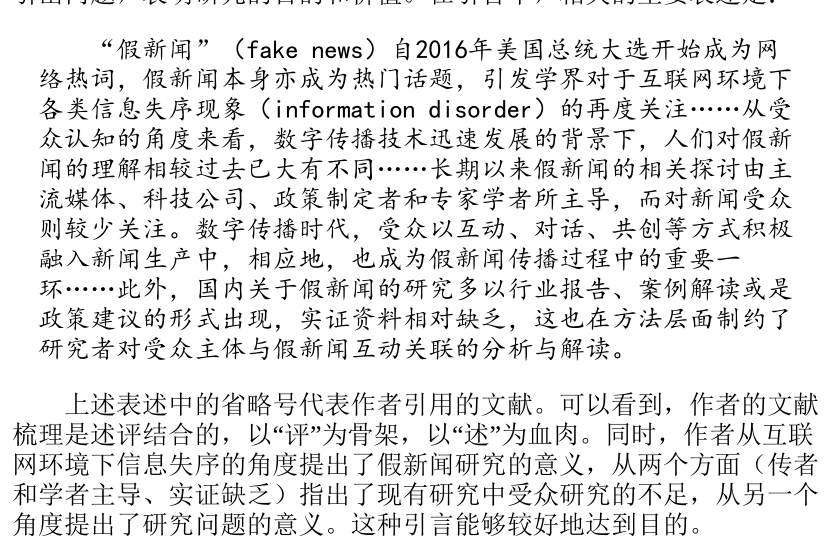 “假新闻”（fake news）自2016年美国总统大选开始成为网
络热词，假新闻本身亦成为热门话题，引发学界对于互联网环境下
各类信息失序现象（information disorder）的再度关注……从受
众认知的角度来看，数字传播技术迅速发展的背景下，人们对假新
闻的理解相较过去已大有不同……长期以来假新闻的相关探讨由主
流媒体、科技公司、政策制定者和专家学者所主导，而对新闻受众
则较少关注。数字传播时代，受众以互动、对话、共创等方式积极
融入新闻生产中，相应地，也成为假新闻传播过程中的重要一
环……此外，国内关于假新闻的研究多以行业报告、案例解读或是
政策建议的形式出现，实证资料相对缺乏，这也在方法层面制约了
研究者对受众主体与假新闻互动关联的分析与解读。
上述表述中的省略号代表作者引用的文献。可以看到，作者的文献
梳理是述评结合的，以“评”为骨架，以“述”为血肉。同时，作者从互联
网环境下信息失序的角度提出了假新闻研究的意义，从两个方面（传者
和学者主导、实证缺乏）指出了现有研究中受众研究的不足，从另一个
角度提出了研究问题的意义。这种引言能够较好地达到目的。